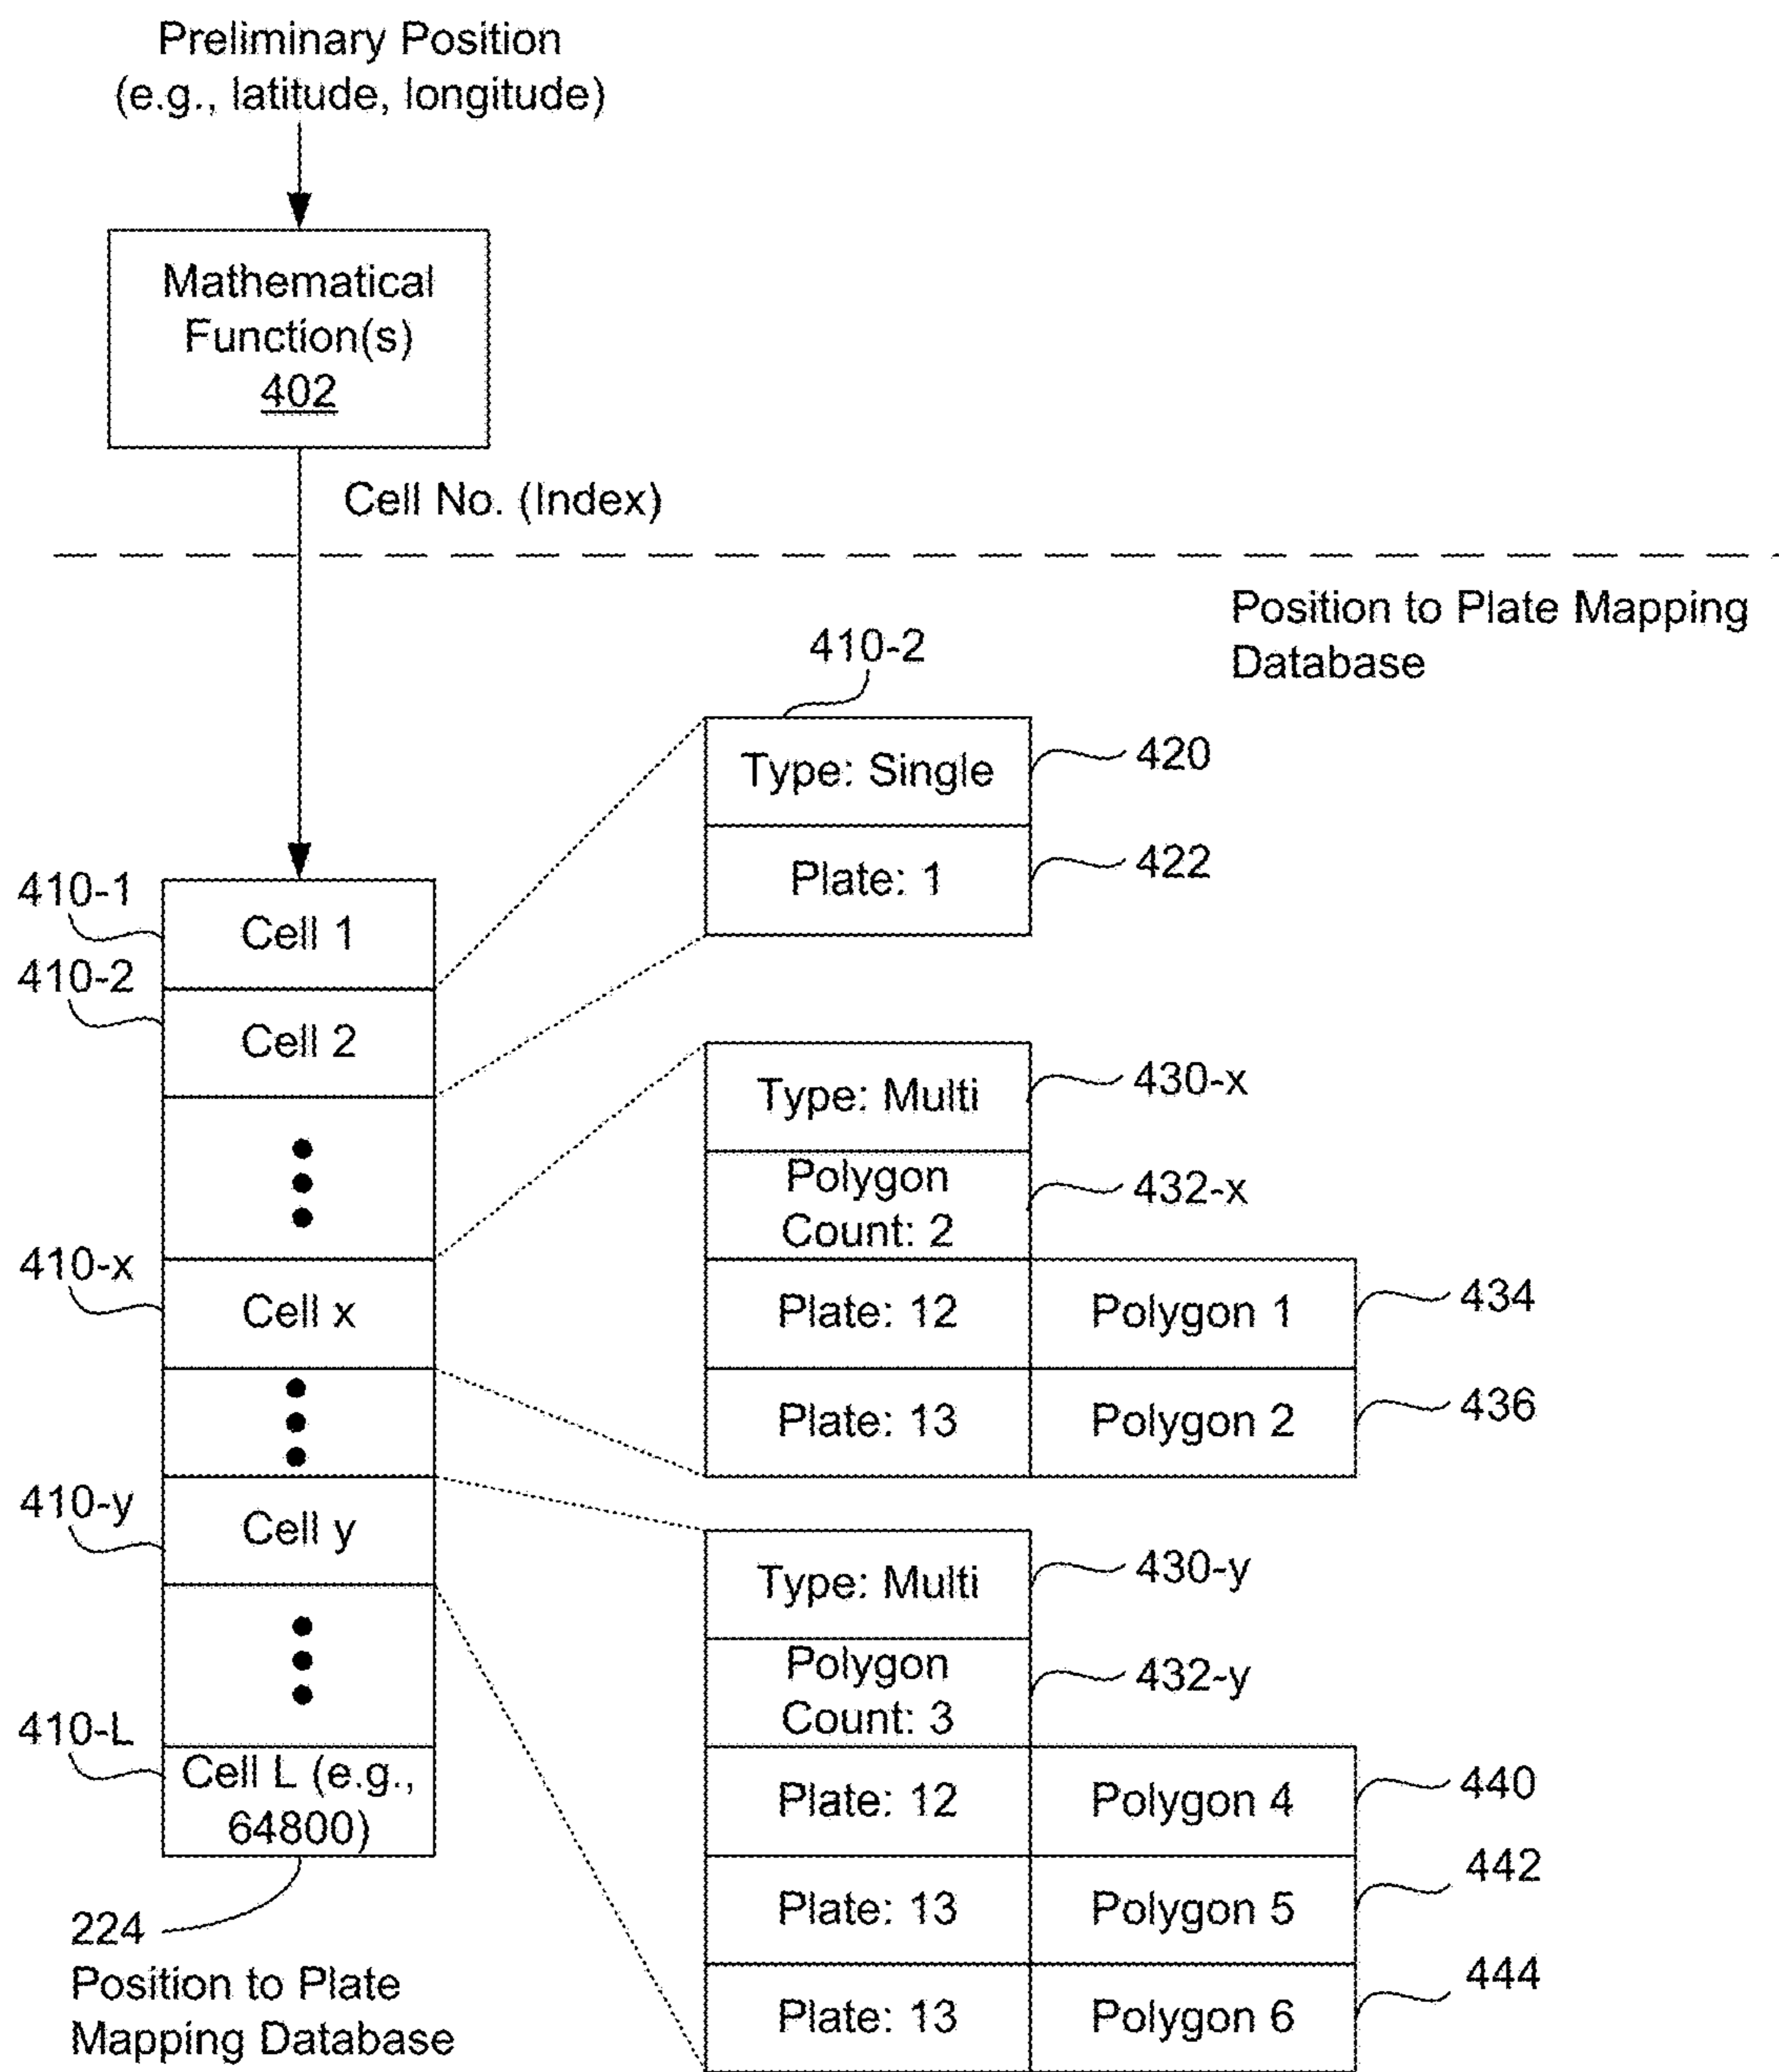 Preliminary Position
(e.g., latitude, longitude)
Mathematical
Function(s)
402
Cell No. (Index)
Position to Plate Mapping
Database
410-2
Type: Single
420
Plate: 1
422
410-1
Cell 1
410-2
Cell 2
Type: Multi
430-x
Polygon
Count: 2
432-x
410-x
Cell x
Plate: 12
Polygon 1
434
Plate: 13
Polygon 2
436
410-y
Cell y
Type: Multi
430-y
Polygon
Count: 3
432-y
410-L
Cell L (e.g.,
64800)
Plate: 12
Polygon 4
440
Plate: 13
Polygon 5
442
Plate: 13
Polygon 6
444
224
Position to Plate
Mapping Database